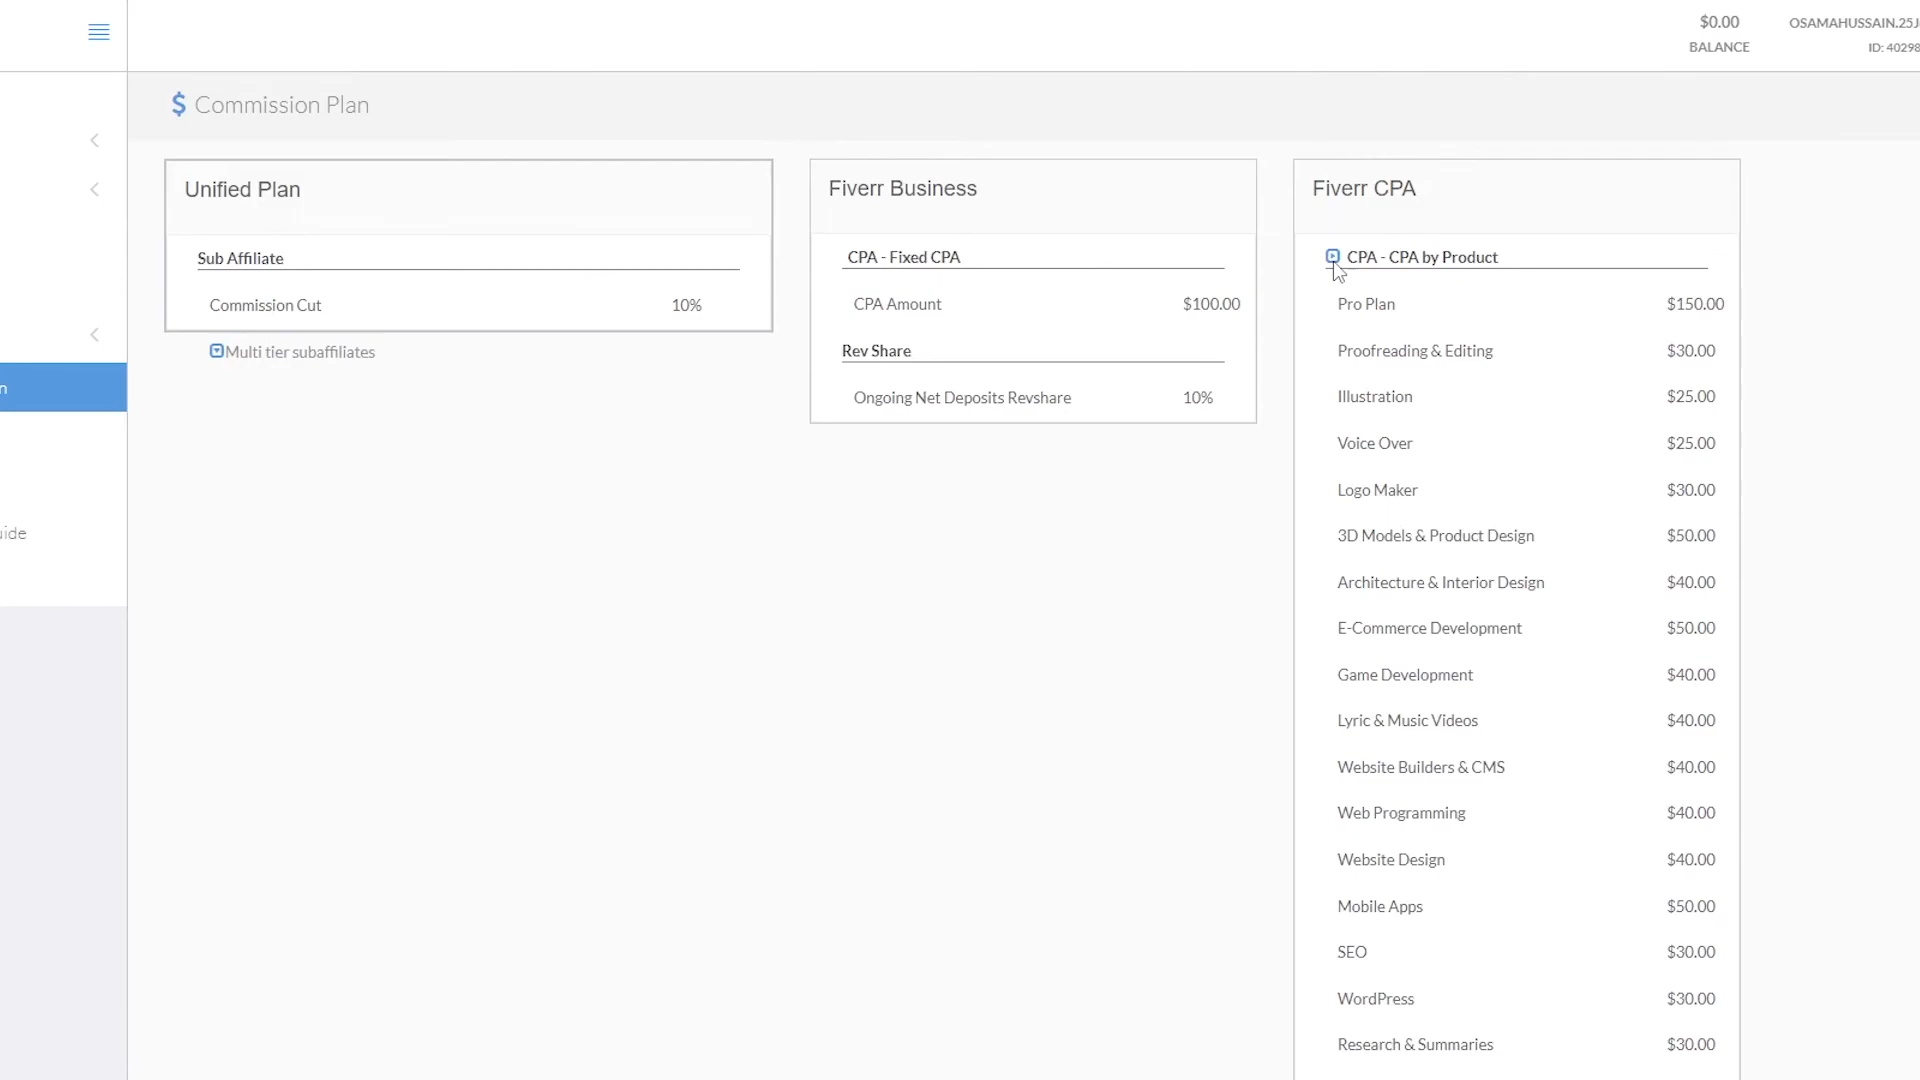 $0.00
BALANCE
OSAMAHUSSAIN.25J
ID: 40298
$ Commission Plan
Unified Plan
Sub Affiliate
Commission Cut 10%
Multi tier subaffiliates
n
uide
Fiverr Business
CPA - Fixed CPA
CPA Amount $100.00
Rev Share
Ongoing Net Deposits Revshare 10%
Fiverr CPA
CPA - CPA by Product
Pro Plan $150.00
Proofreading & Editing $30.00
Illustration $25.00
Voice Over $25.00
Logo Maker $30.00
3D Models & Product Design $50.00
Architecture & Interior Design $40.00
E-Commerce Development $50.00
Game Development $40.00
Lyric & Music Videos $40.00
Website Builders & CMS $40.00
Web Programming $40.00
Website Design $40.00
Mobile Apps $50.00
SEO $30.00
WordPress $30.00
Research & Summaries $30.00